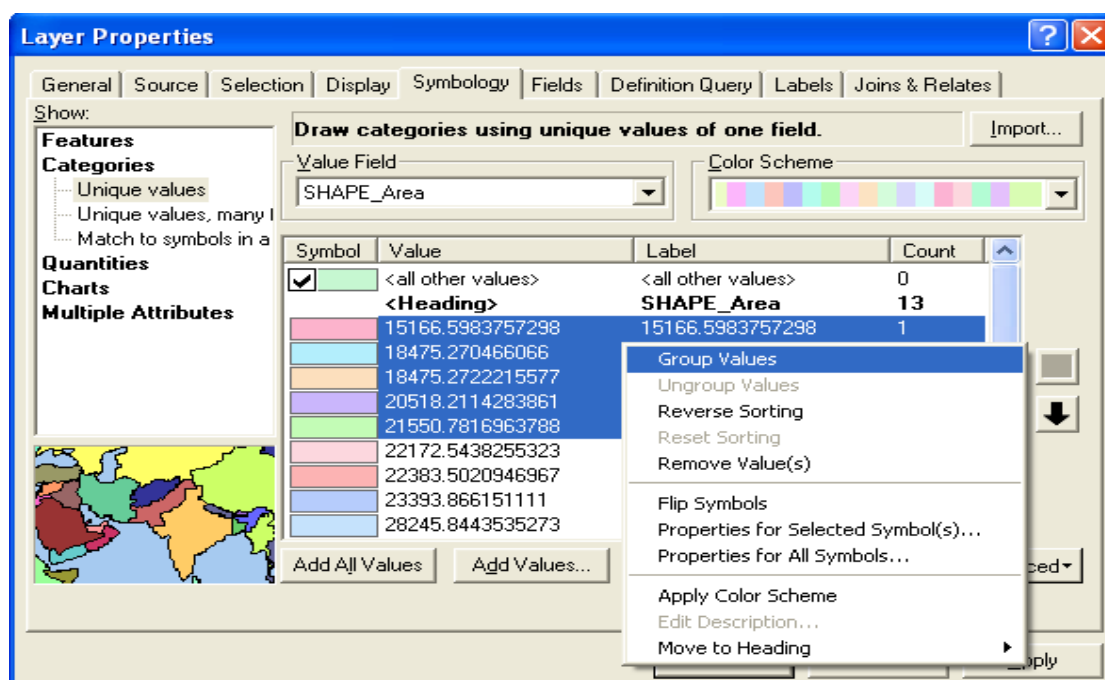 Layer Properties
General Source Selection Display Symbology Fields Definition Query Labels Joins & Relates
Show:
Features
Categories
Unique values
Unique values, many
Match to symbols in a
Quantities
Charts
Multiple Attributes
Draw categories using unique values of one field.
Import...
Value Field
SHAPE_Area
Color Scheme
Symbol Value Label Count
<all other values> <all other values> 0
<Heading> SHAPE_Area 13
15166.5983757298 15166.5983757298 1
18475.270466066
18475.2722215577
20518.2114283861
21550.7816963788
22172.5438255323
22383.5020946967
23393.866151111
28245.8443535273
Group Values
Ungroup Values
Reverse Sorting
Reset Sorting
Remove Value(s)
Flip Symbols
Properties for Selected Symbol(s)...
Properties for All Symbols...
Apply Color Scheme
Edit Description...
Move to Heading
Add All Values Add Values... ced
pply